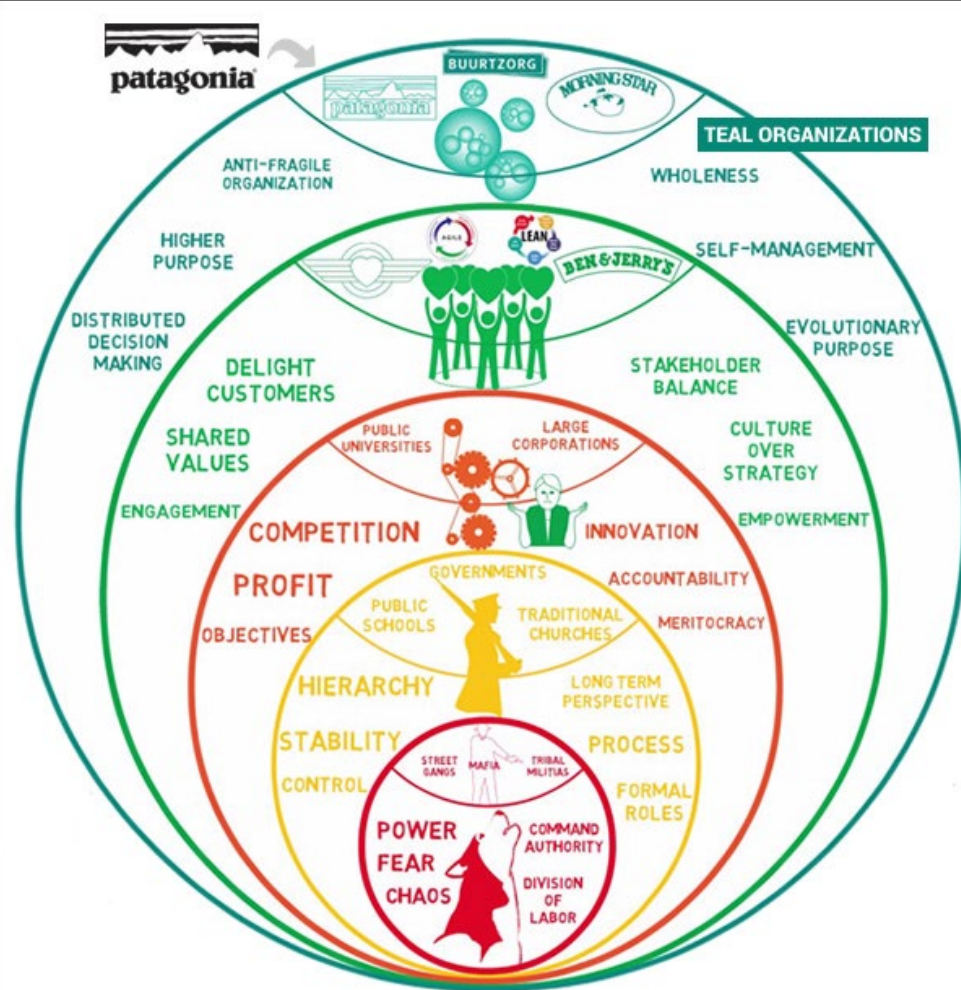 patagonia
BUURTZORG
patagonia
MORNING STAR
TEAL ORGANIZATIONS
ANTI-FRAGILE
ORGANIZATION
WHOLENESS
HIGHER
PURPOSE
SELF-MANAGEMENT
DISTRIBUTED
DECISION
MAKING
EVOLUTIONARY
PURPOSE
AGILE
LEAN
BEN & JERRY'S
DELIGHT
CUSTOMERS
STAKEHOLDER
BALANCE
SHARED
VALUES
CULTURE
OVER
STRATEGY
ENGAGEMENT
EMPOWERMENT
PUBLIC
UNIVERSITIES
LARGE
CORPORATIONS
COMPETITION
INNOVATION
PROFIT
ACCOUNTABILITY
OBJECTIVES
MERITOCRACY
GOVERNMENTS
PUBLIC
SCHOOLS
TRADITIONAL
CHURCHES
HIERARCHY
LONG TERM
PERSPECTIVE
STABILITY
PROCESS
CONTROL
FORMAL
ROLES
STREET
GANGS
MAFIA
TRIBAL
MILITIAS
POWER
FEAR
CHAOS
COMMAND
AUTHORITY
DIVISION
OF
LABOR